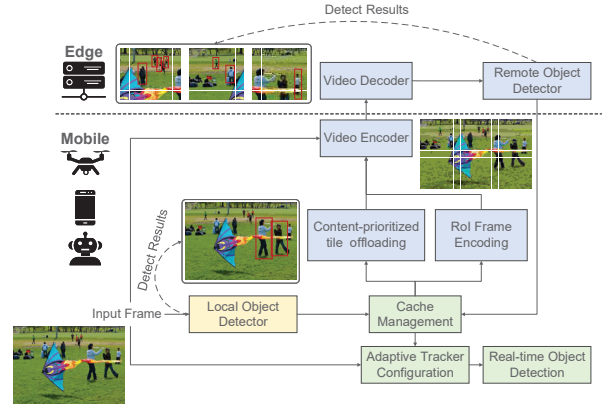 Detect Results
Edge
Video Decoder
Remote Object
Detector
Mobile
Video Encoder
Detect Results
Content-prioritized
tile offloading
RoI Frame
Encoding
Input Frame
Local Object
Detector
Cache
Management
Adaptive Tracker
Configuration
Real-time Object
Detection